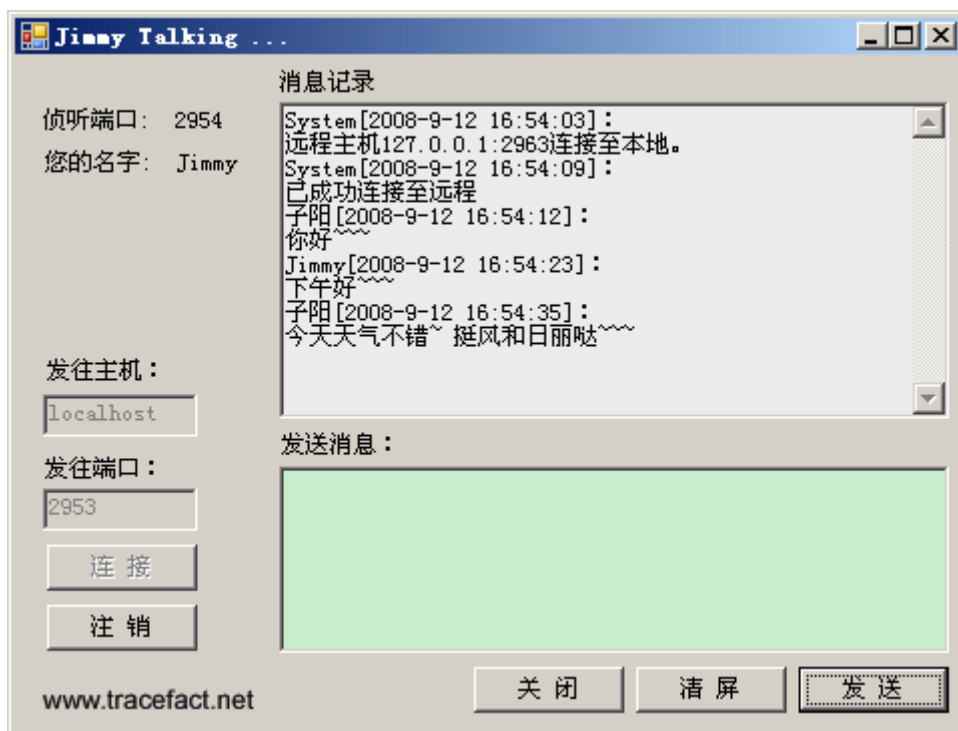 Jimmy Talking ...
消息记录
侦听端口: 2954
您的名字: Jimmy
System[2008-9-12 16:54:03]:
远程主机127.0.0.1:2963连接至本地。
System[2008-9-12 16:54:09]:
已成功连接至远程
子阳[2008-9-12 16:54:12]:
你好~~~
Jimmy[2008-9-12 16:54:23]:
下午好~~~
子阳[2008-9-12 16:54:35]:
今天天气不错~ 挺风和日丽哒~~~
发往主机:
localhost
发往端口:
2953
连 接
注 销
发送消息:
www.tracefact.net
关 闭
清 屏
发 送